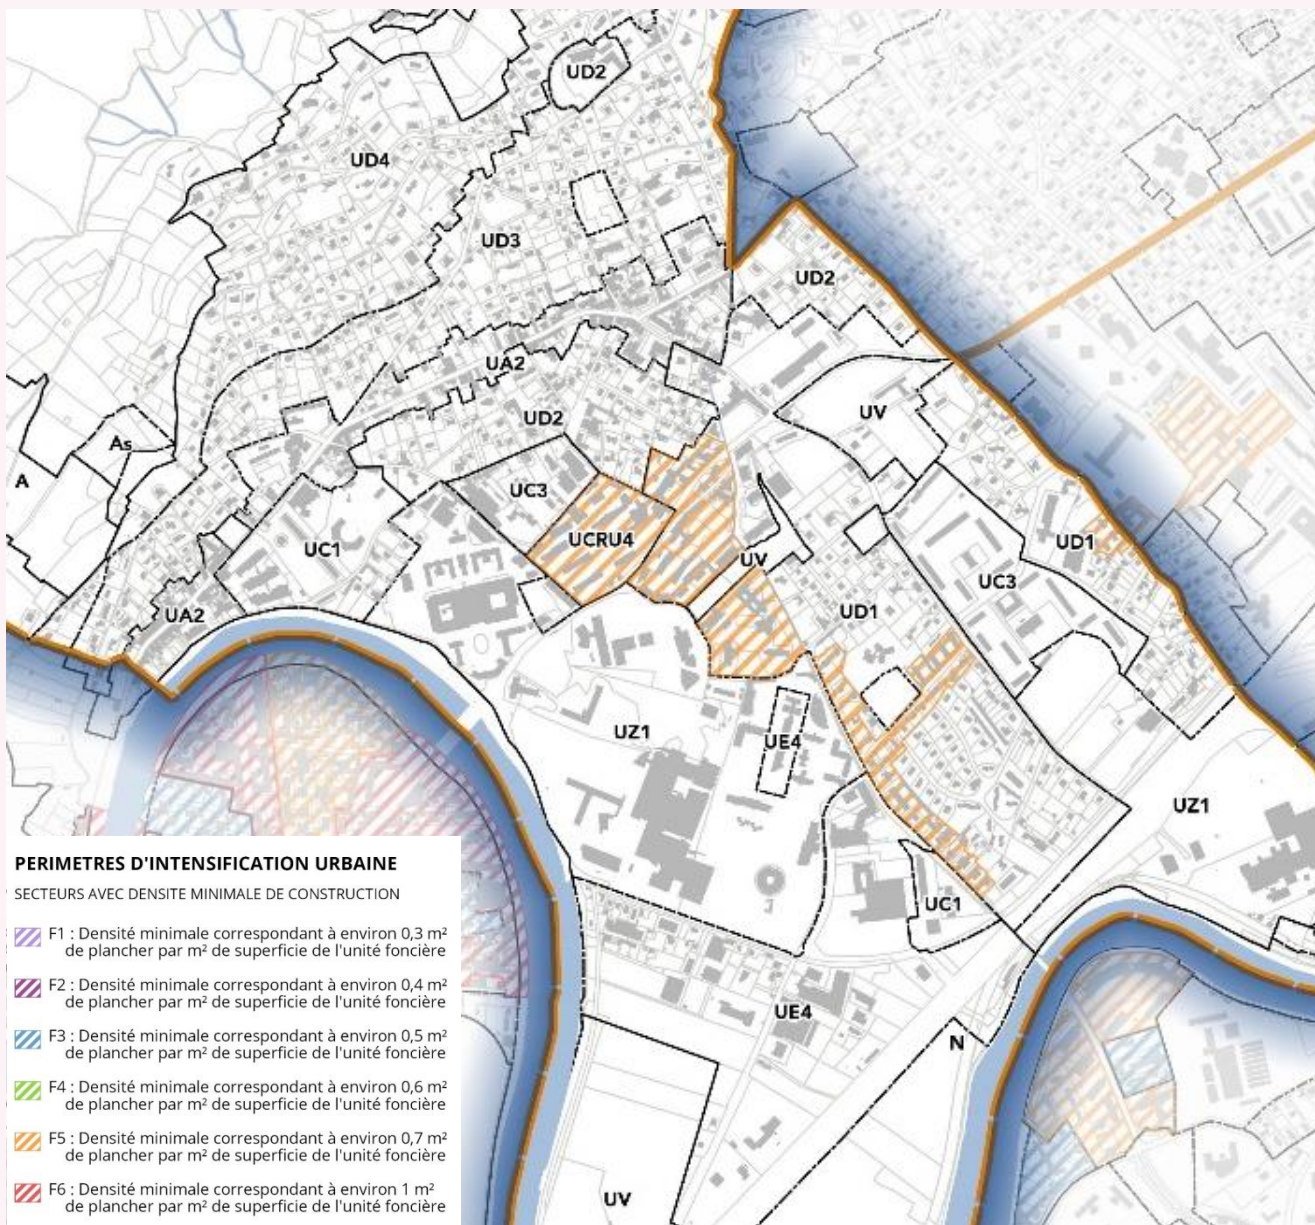 UD2
UD4
UD3
UD2
UA2
UV
UD2
As
A
UC3
UC1
UCRU4
UD1
UV
UC3
UA2
UD1
UZ1
UE4
UZ1
UC1
UE4
N
UV
PERIMETRES D'INTENSIFICATION URBAINE
SECTEURS AVEC DENSITE MINIMALE DE CONSTRUCTION
F1 : Densité minimale correspondant à environ 0,3 m²
de plancher par m² de superficie de l'unité foncière
F2 : Densité minimale correspondant à environ 0,4 m²
de plancher par m² de superficie de l'unité foncière
F3 : Densité minimale correspondant à environ 0,5 m²
de plancher par m² de superficie de l'unité foncière
F4 : Densité minimale correspondant à environ 0,6 m²
de plancher par m² de superficie de l'unité foncière
F5 : Densité minimale correspondant à environ 0,7 m²
de plancher par m² de superficie de l'unité foncière
F6 : Densité minimale correspondant à environ 1 m²
de plancher par m² de superficie de l'unité foncière